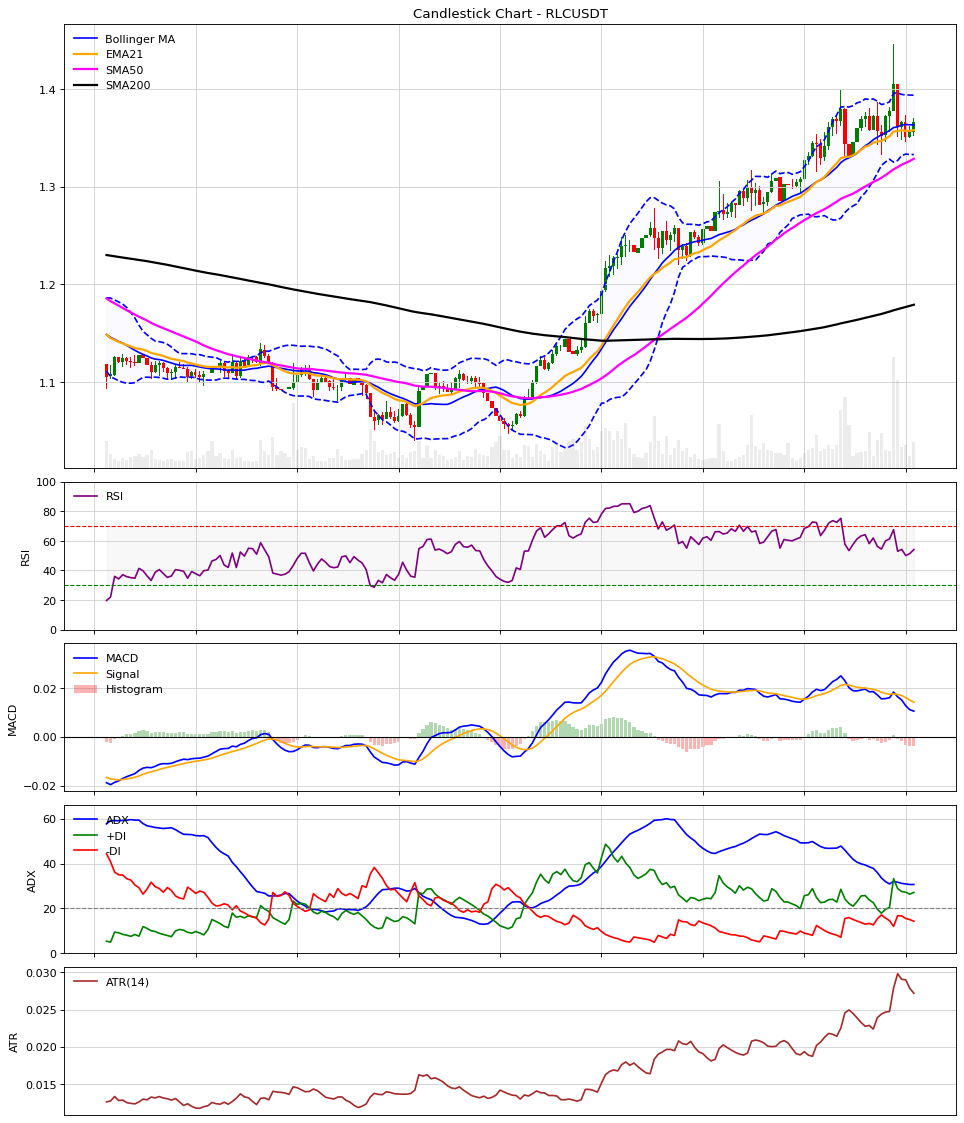 Candlestick Chart - RLCUSDT
Bollinger MA
EMA21
SMA50
SMA200
1.4
1.3
1.2
1.1
RSI
100
80
60
40
20
0
RSI
MACD
Signal
Histogram
0.02
0.00
−0.02
MACD
ADX
+DI
-DI
60
40
20
0
ADX
ATR(14)
0.030
0.025
0.020
0.015
ATR